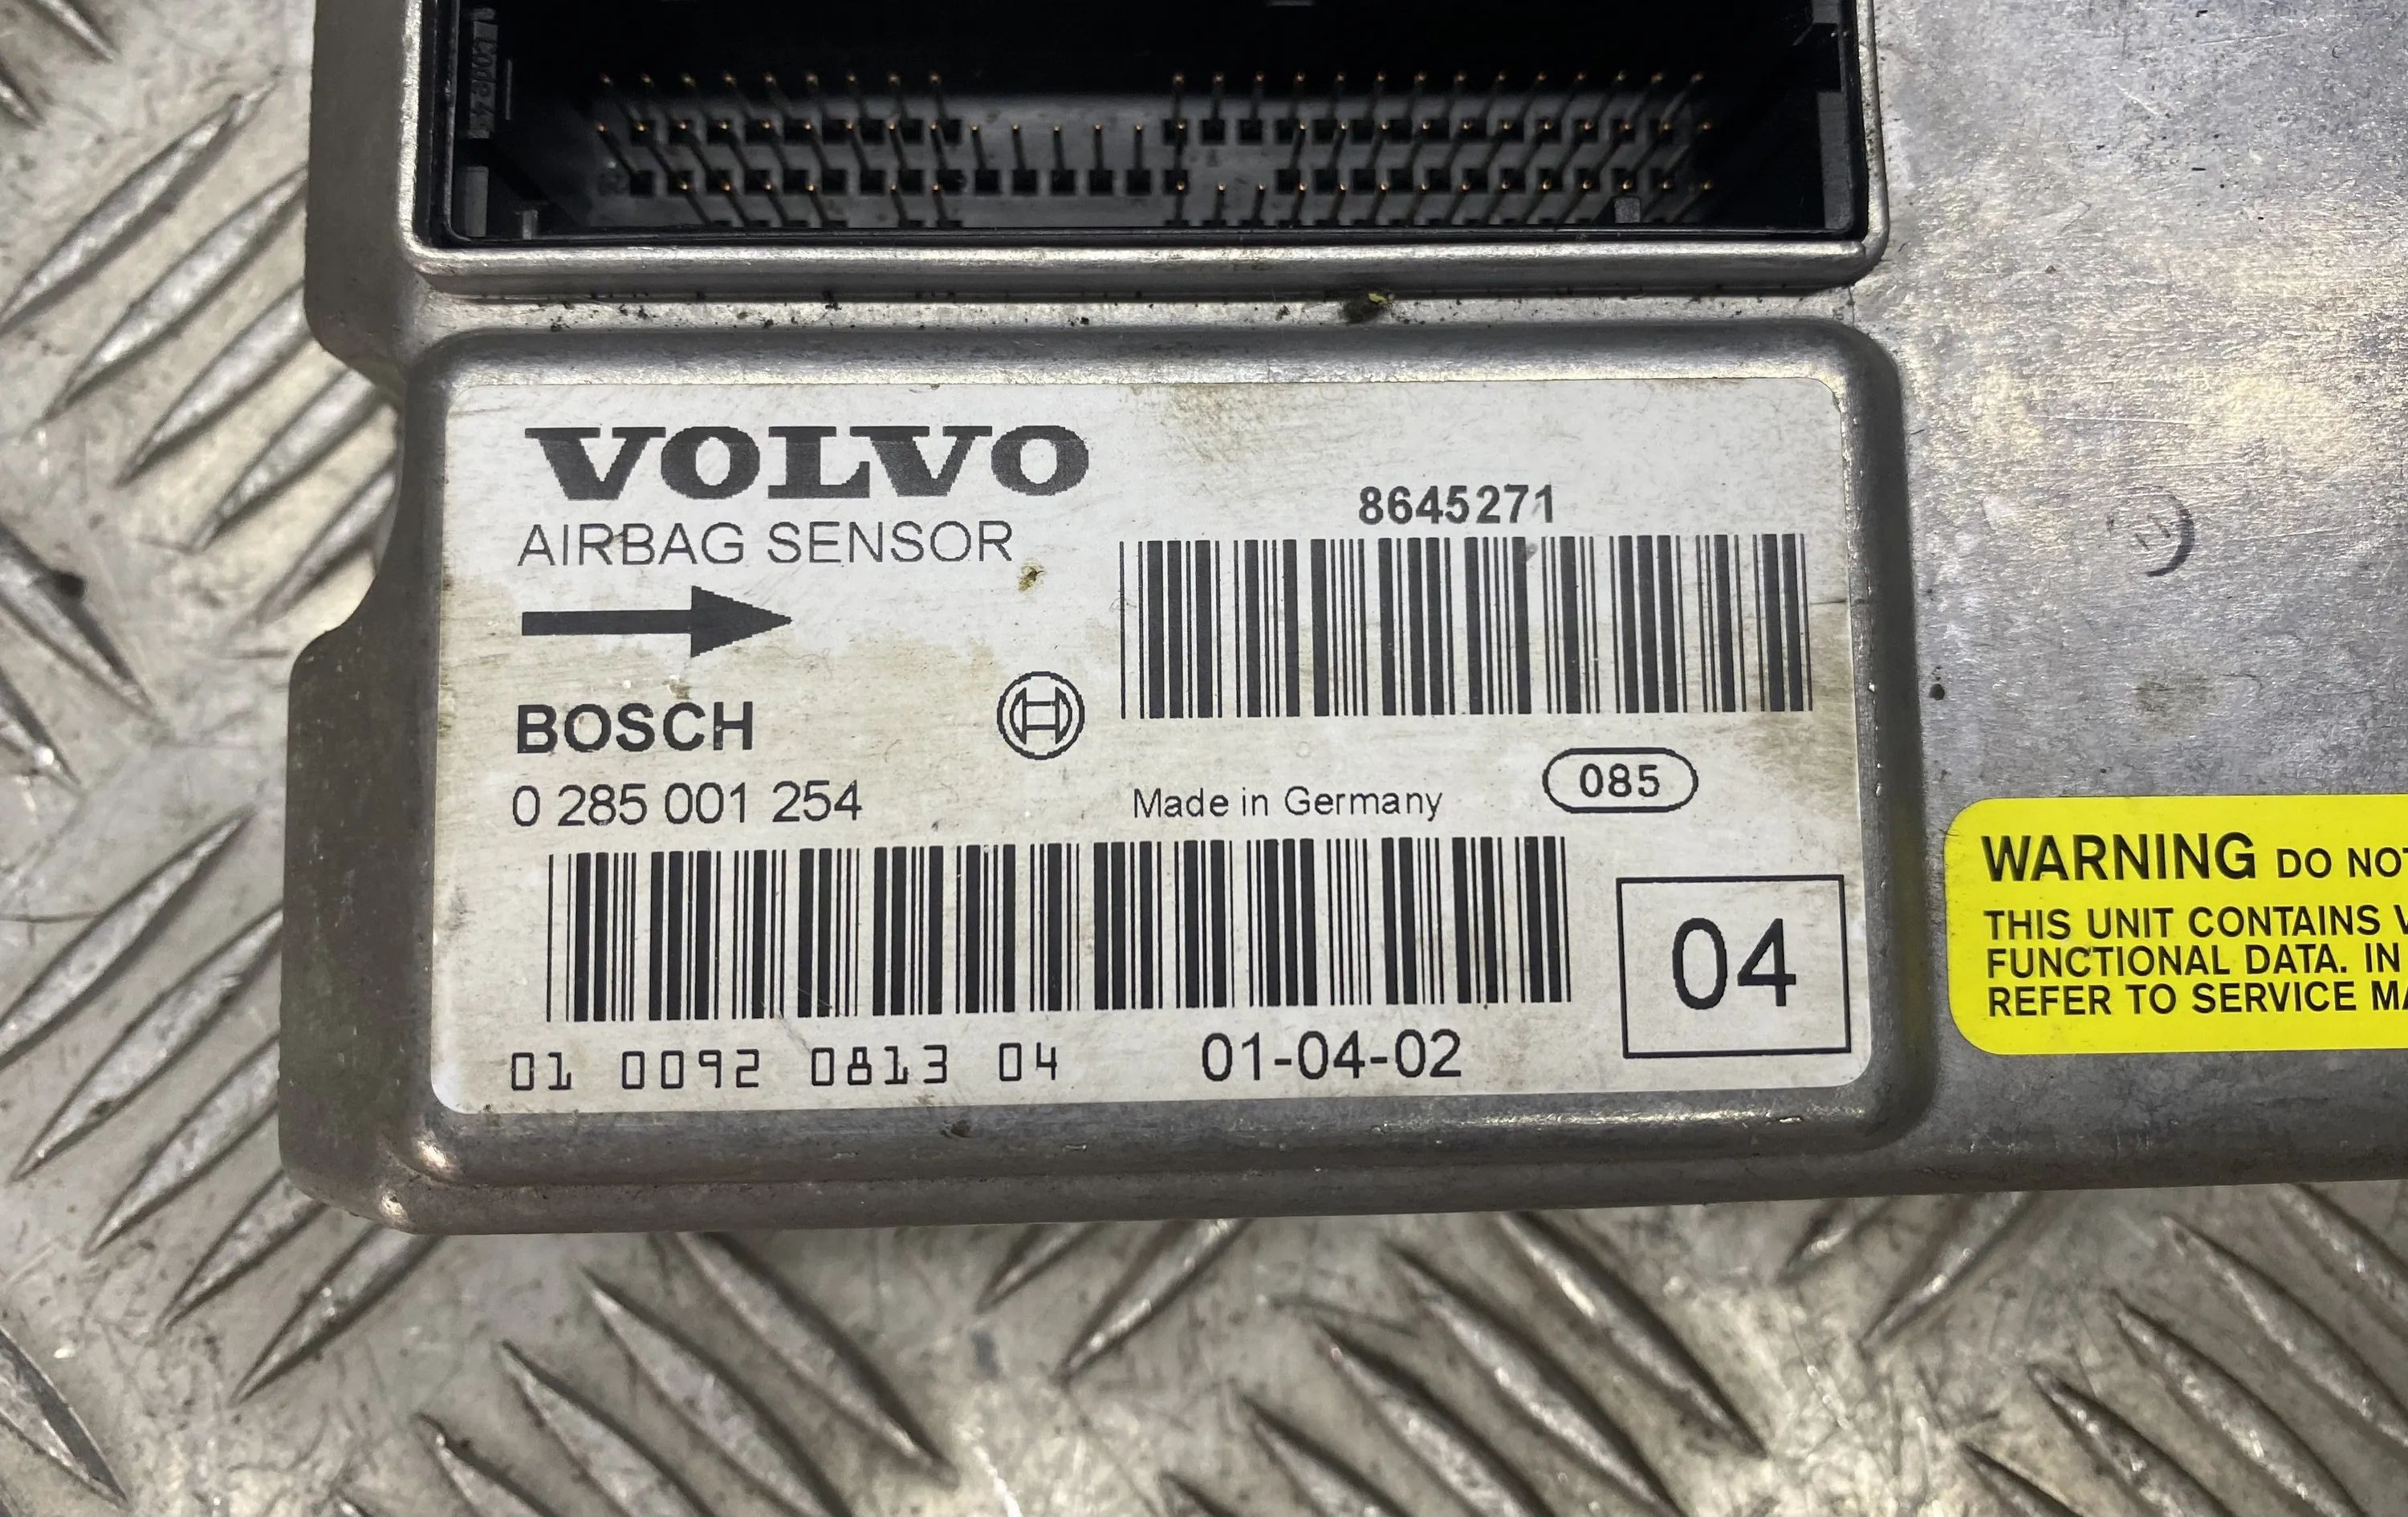 VOLVO
AIRBAG SENSOR
8645271
BOSCH
0 285 001 254
Made in Germany
085
04
01 0092 0813 04
01-04-02
WARNING DO NOT
THIS UNIT CONTAINS
FUNCTIONAL DATA. IN
REFER TO SERVICE